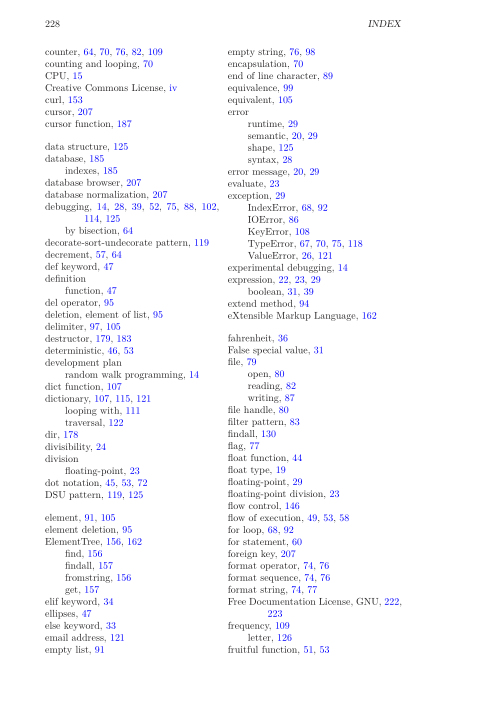 228
INDEX
counter, 64, 70, 76, 82, 109
counting and looping, 70
CPU, 15
Creative Commons License, iv
curl, 153
cursor, 207
cursor function, 187
data structure, 125
database, 185
indexes, 185
database browser, 207
database normalization, 207
debugging, 14, 28, 39, 52, 75, 88, 102,
114, 125
by bisection, 64
decorate-sort-undecorate pattern, 119
decrement, 57, 64
def keyword, 47
definition
function, 47
del operator, 95
deletion, element of list, 95
delimiter, 97, 105
destructor, 179, 183
deterministic, 46, 53
development plan
random walk programming, 14
dict function, 107
dictionary, 107, 115, 121
looping with, 111
traversal, 122
dir, 178
divisibility, 24
division
floating-point, 23
dot notation, 45, 53, 72
DSU pattern, 119, 125
element, 91, 105
element deletion, 95
ElementTree, 156, 162
find, 156
findall, 157
fromstring, 156
get, 157
elif keyword, 34
ellipses, 47
else keyword, 33
email address, 121
empty list, 91
empty string, 76, 98
encapsulation, 70
end of line character, 89
equivalence, 99
equivalent, 105
error
runtime, 29
semantic, 20, 29
shape, 125
syntax, 28
error message, 20, 29
evaluate, 23
exception, 29
IndexError, 68, 92
IOError, 86
KeyError, 108
TypeError, 67, 70, 75, 118
ValueError, 26, 121
experimental debugging, 14
expression, 22, 23, 29
boolean, 31, 39
extend method, 94
eXtensible Markup Language, 162
fahrenheit, 36
False special value, 31
file, 79
open, 80
reading, 82
writing, 87
file handle, 80
filter pattern, 83
findall, 130
flag, 77
float function, 44
float type, 19
floating-point, 29
floating-point division, 23
flow control, 146
flow of execution, 49, 53, 58
for loop, 68, 92
for statement, 60
foreign key, 207
format operator, 74, 76
format sequence, 74, 76
format string, 74, 77
Free Documentation License, GNU, 222,
223
frequency, 109
letter, 126
fruitful function, 51, 53